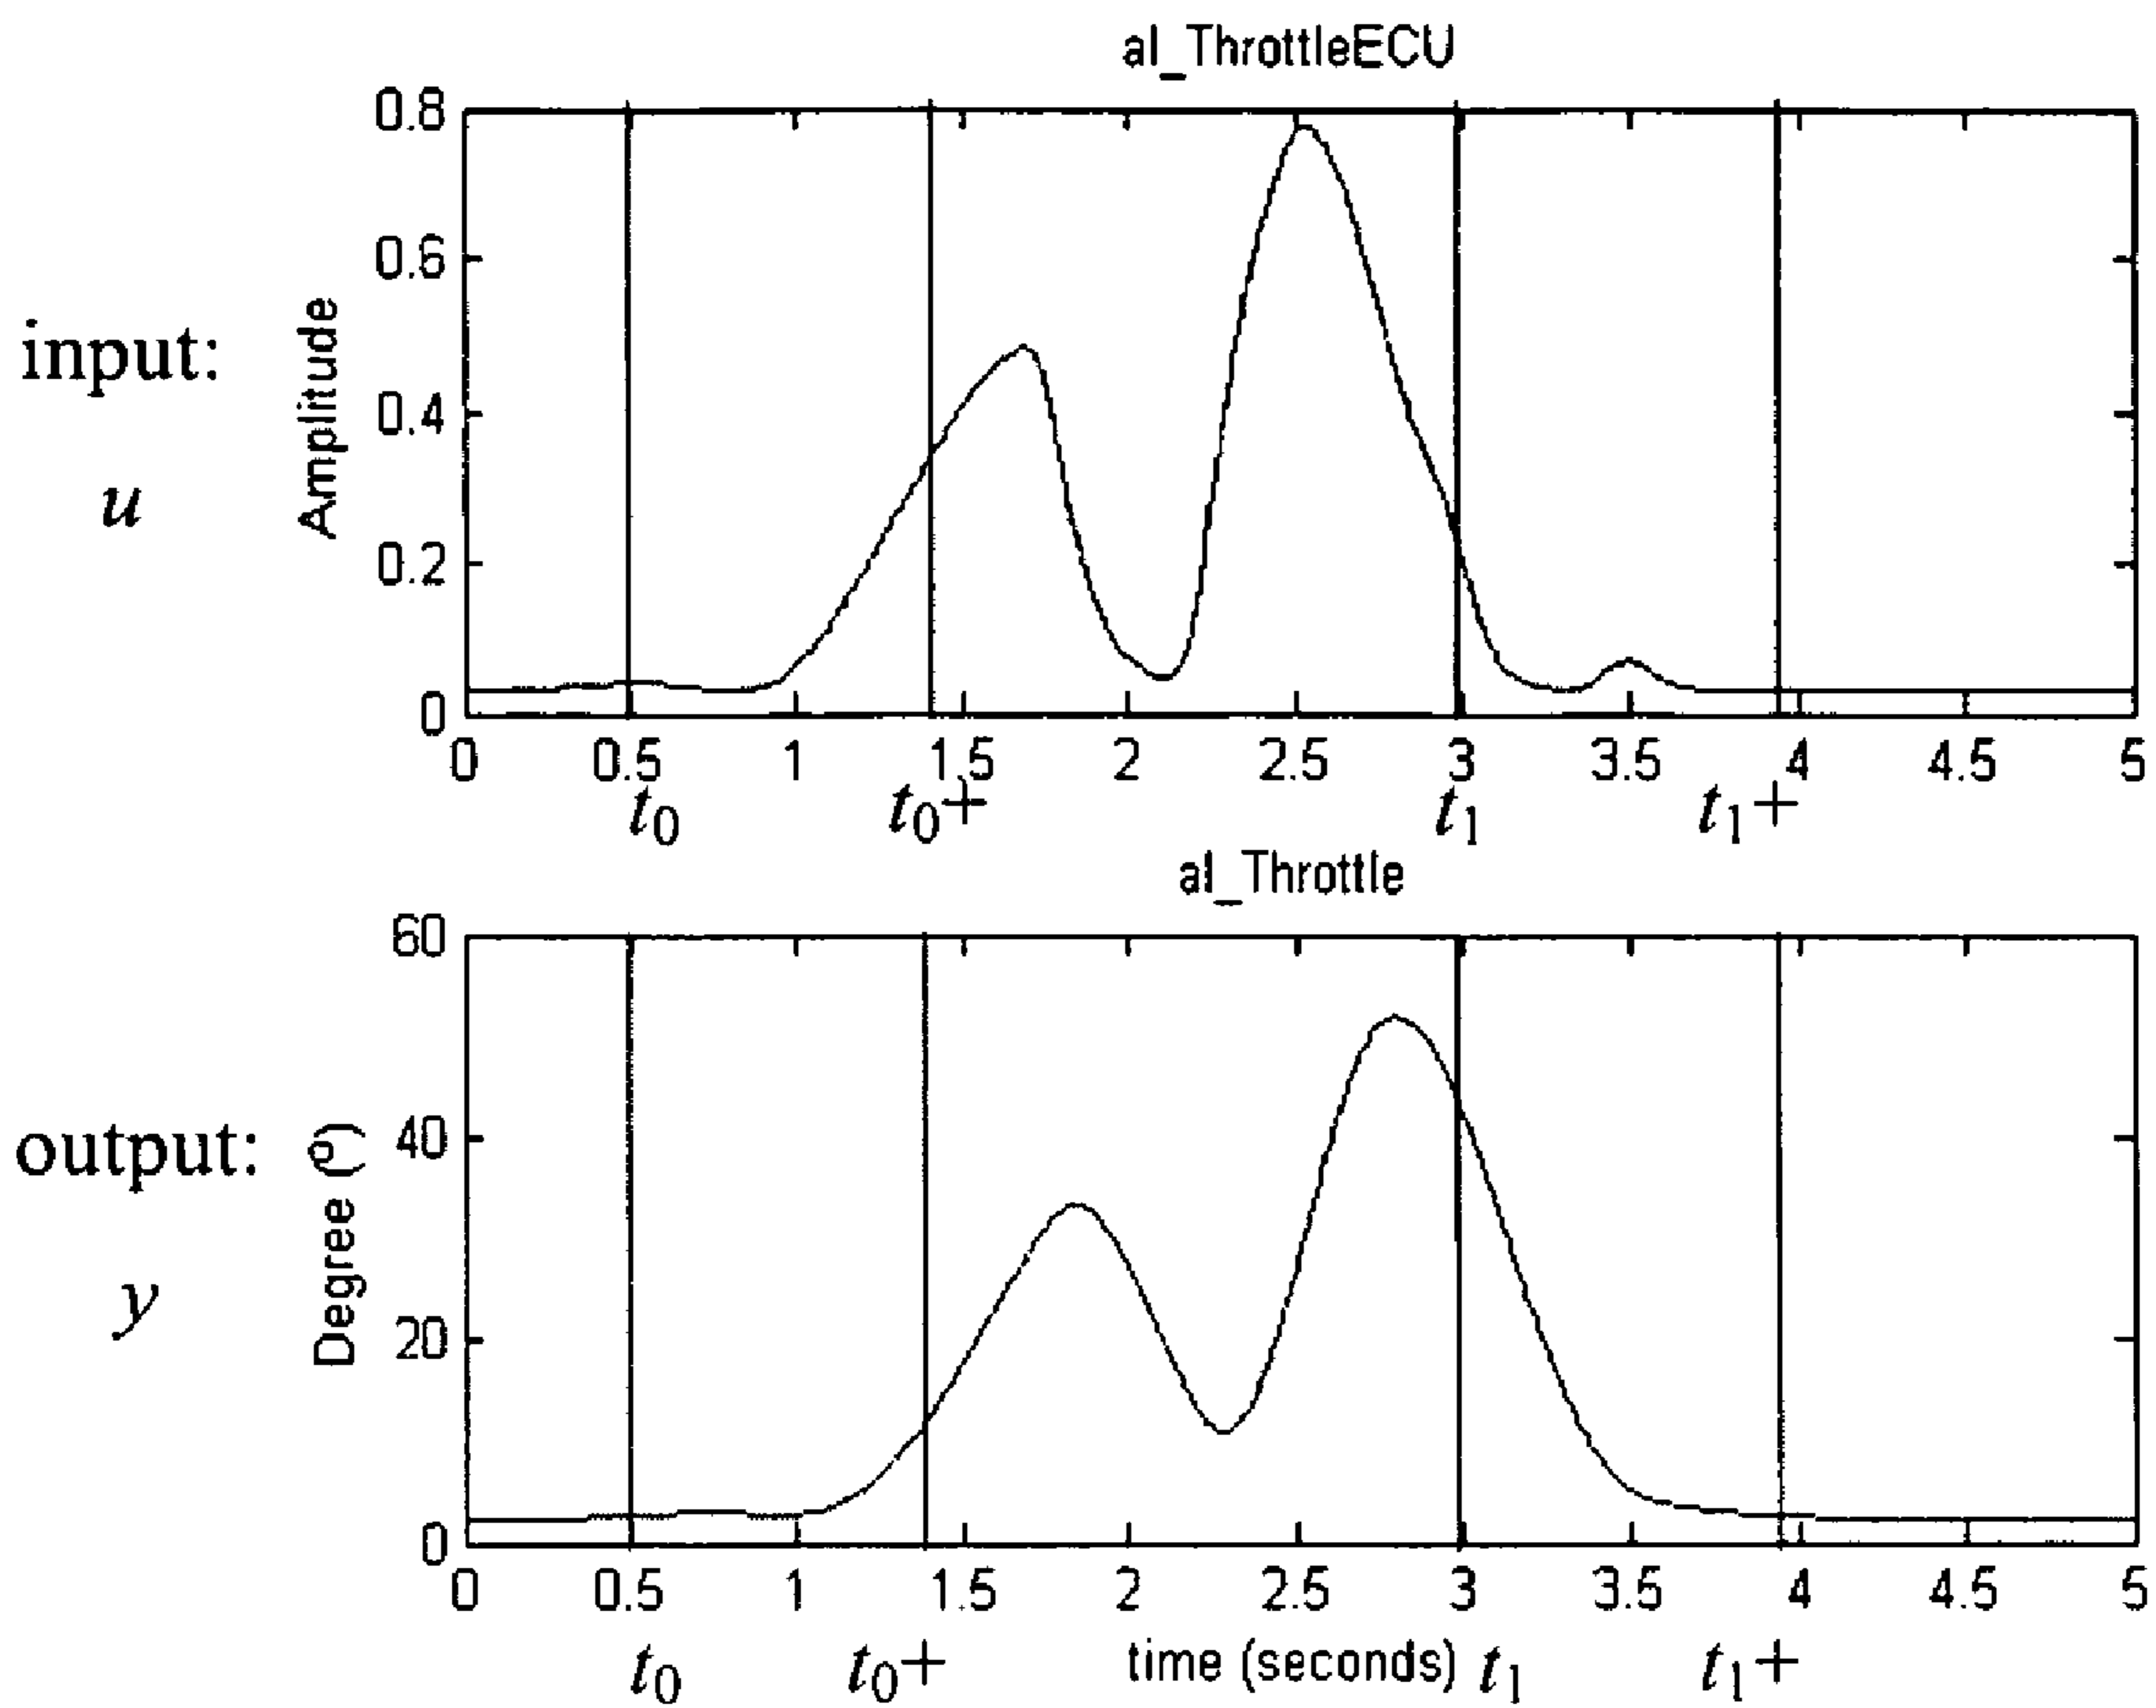 al_ThrottleECU
0.8
0.6
0.4
0.2
0
Amplitude
input:
u
0 0.5 1 1.5 2 2.5 3 3.5 4 4.5 5
t₀ t₀+ t₁ t₁+
al_Throttle
60
40
20
0
Degree (º)
output:
y
0 0.5 1 1.5 2 2.5 3 3.5 4 4.5 5
t₀ t₀+ time (seconds) t₁ t₁+